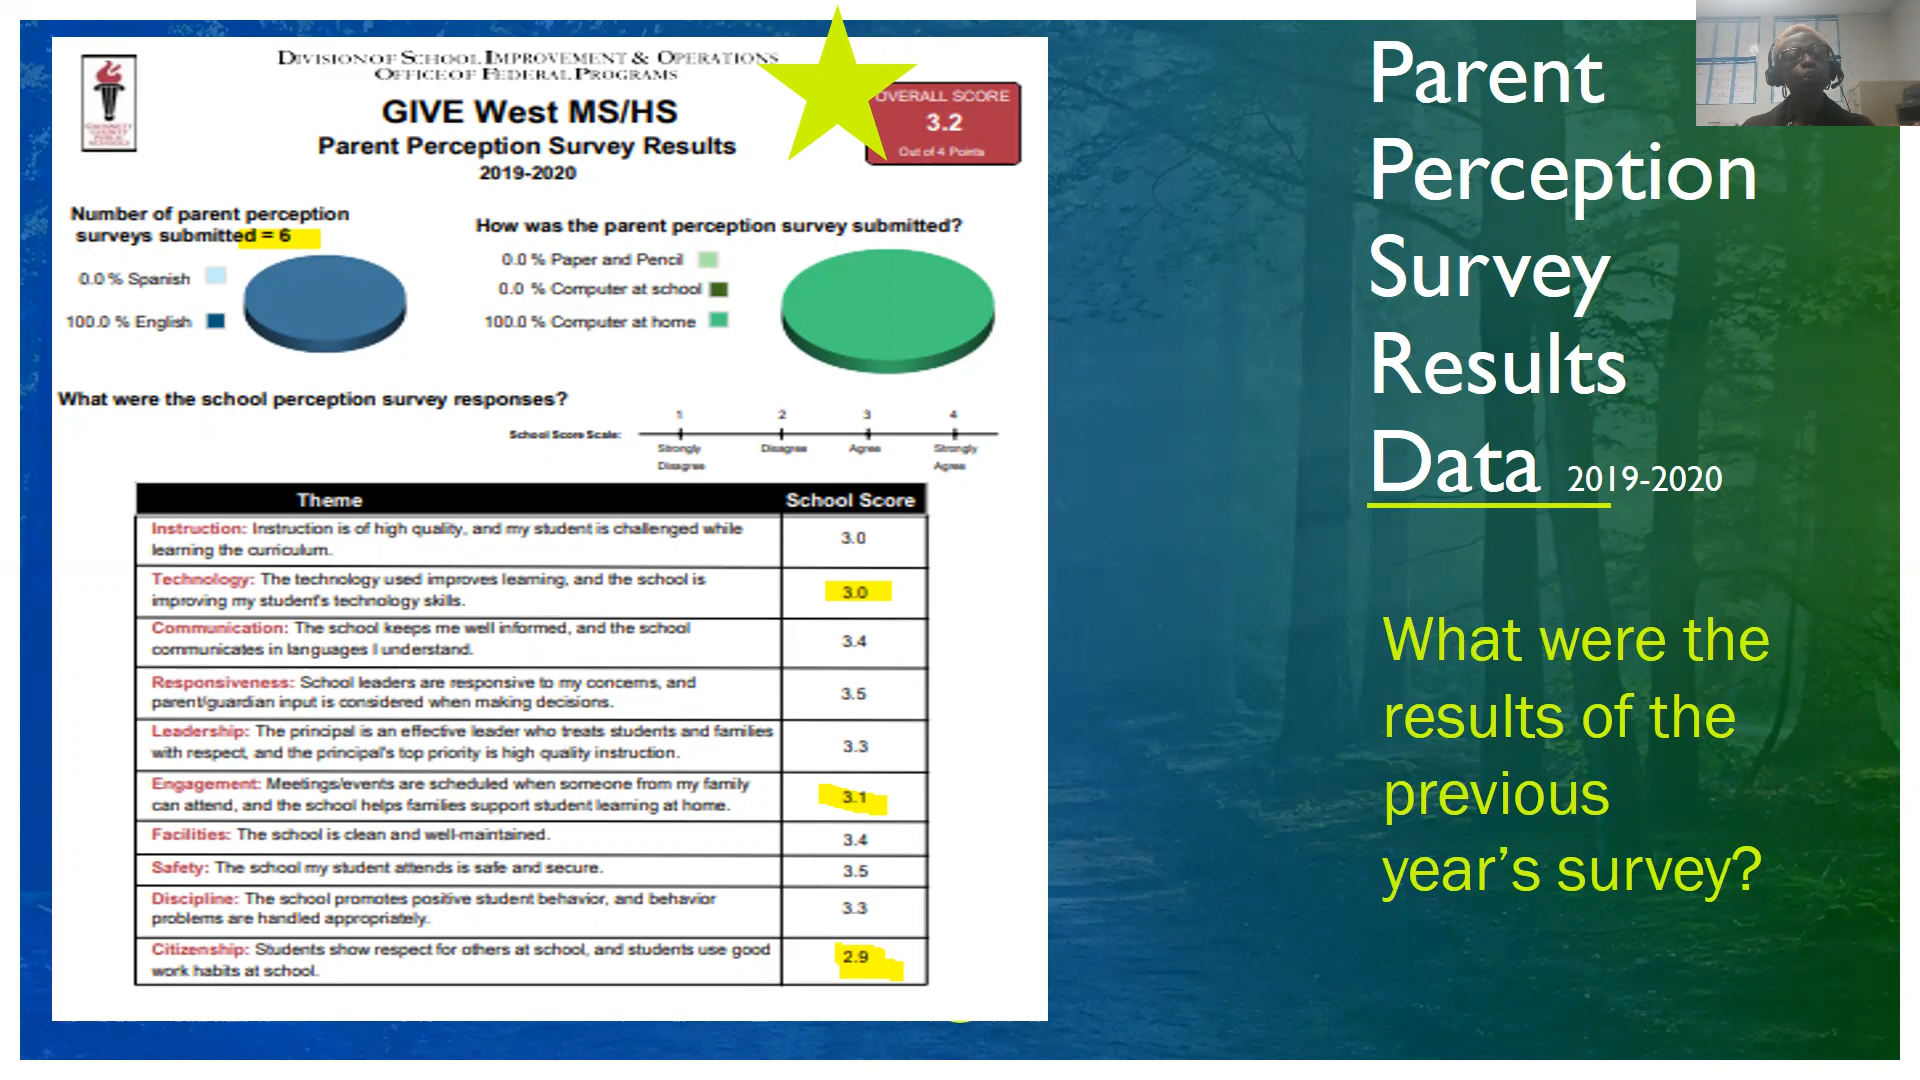 DIVISION OF SCHOOL IMPROVEMENT & OPERATIONS
OFFICE OF FEDERAL PROGRAMS
GIVE West MS/HS
Parent Perception Survey Results
2019-2020
GWINNETT
COUNTY
PUBLIC
SCHOOLS
OVERALL SCORE
3.2
Out of 4 Points
Number of parent perception
surveys submitted = 6
0.0 % Spanish
100.0 % English
How was the parent perception survey submitted?
0.0 % Paper and Pencil
0.0 % Computer at school
100.0 % Computer at home
What were the school perception survey responses?
School Score Scale:
1 2 3 4
Strongly Disagree Agree Strongly
Disagree Agree
Theme School Score
Instruction: Instruction is of high quality, and my student is challenged while
learning the curriculum.
3.0
Technology: The technology used improves learning, and the school is
improving my student's technology skills.
3.0
Communication: The school keeps me well informed, and the school
communicates in languages I understand.
3.4
Responsiveness: School leaders are responsive to my concerns, and
parent/guardian input is considered when making decisions.
3.5
Leadership: The principal is an effective leader who treats students and families
with respect, and the principal's top priority is high quality instruction.
3.3
Engagement: Meetings/events are scheduled when someone from my family
can attend, and the school helps families support student learning at home.
3.1
Facilities: The school is clean and well-maintained.
3.4
Safety: The school my student attends is safe and secure.
3.5
Discipline: The school promotes positive student behavior, and behavior
problems are handled appropriately.
3.3
Citizenship: Students show respect for others at school, and students use good
work habits at school.
2.9
Parent
Perception
Survey
Results
Data 2019-2020
What were the
results of the
previous
year’s survey?